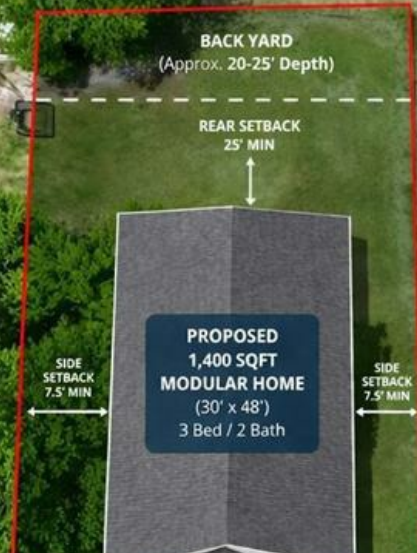 BACK YARD
(Approx. 20-25' Depth)
REAR SETBACK
25' MIN
PROPOSED
1,400 SQFT
MODULAR HOME
(30' x 48')
3 Bed / 2 Bath
SIDE
SETBACK
7.5' MIN
SIDE
SETBACK
7.5' MIN